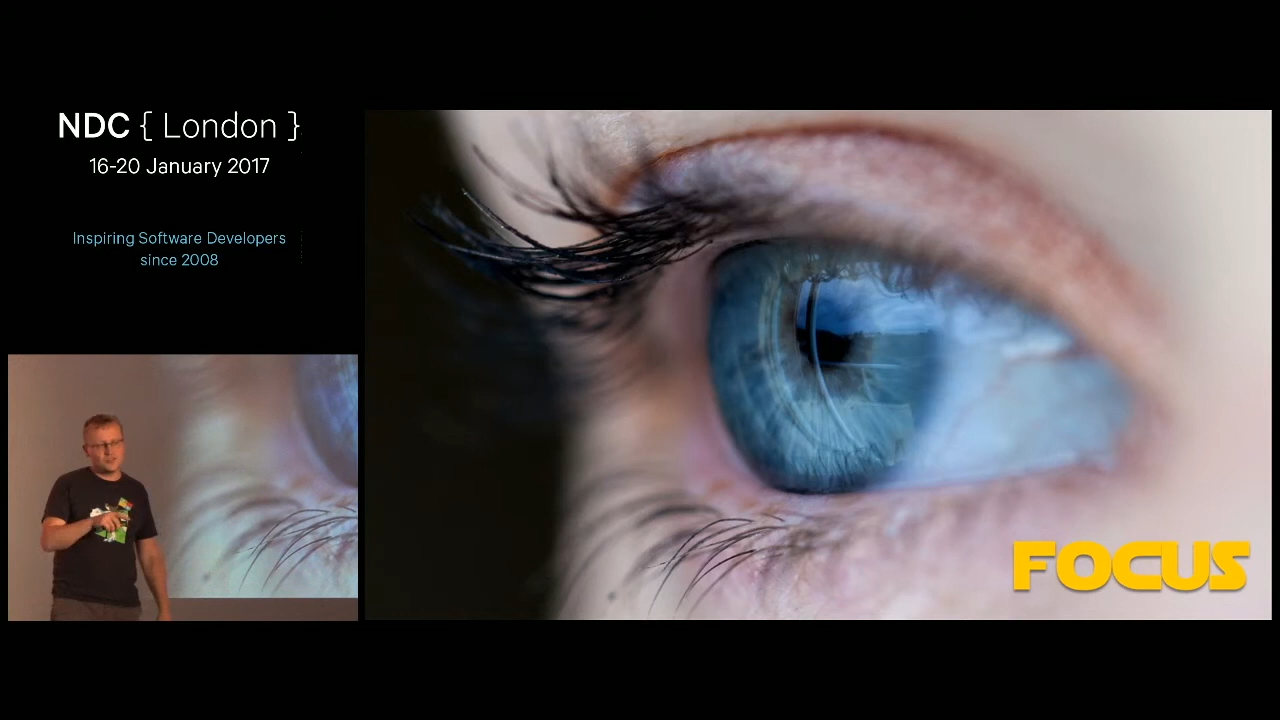 NDC { London }
16-20 January 2017
Inspiring Software Developers
since 2008
FOCUS